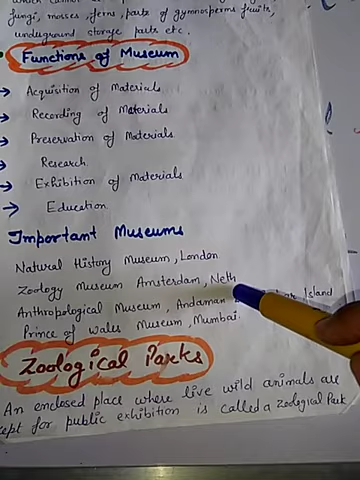 fungi, mosses, ferns, parts of gymnosperms fruits,
underground storage parts etc.
Functions of Museum
→ Acquisition of Materials
→ Recording of Materials
→ Preservation of Materials
→ Research
→ Exhibition of Materials
→ Education
Important Museums
Natural History Museum, London
Zoology Museum Amsterdam, Neth
Anthropological Museum, Andaman Island
Prince of Wales Museum, Mumbai.
Zoological Parks
An enclosed place where live wild animals are
kept for public exhibition is called a Zoological Park